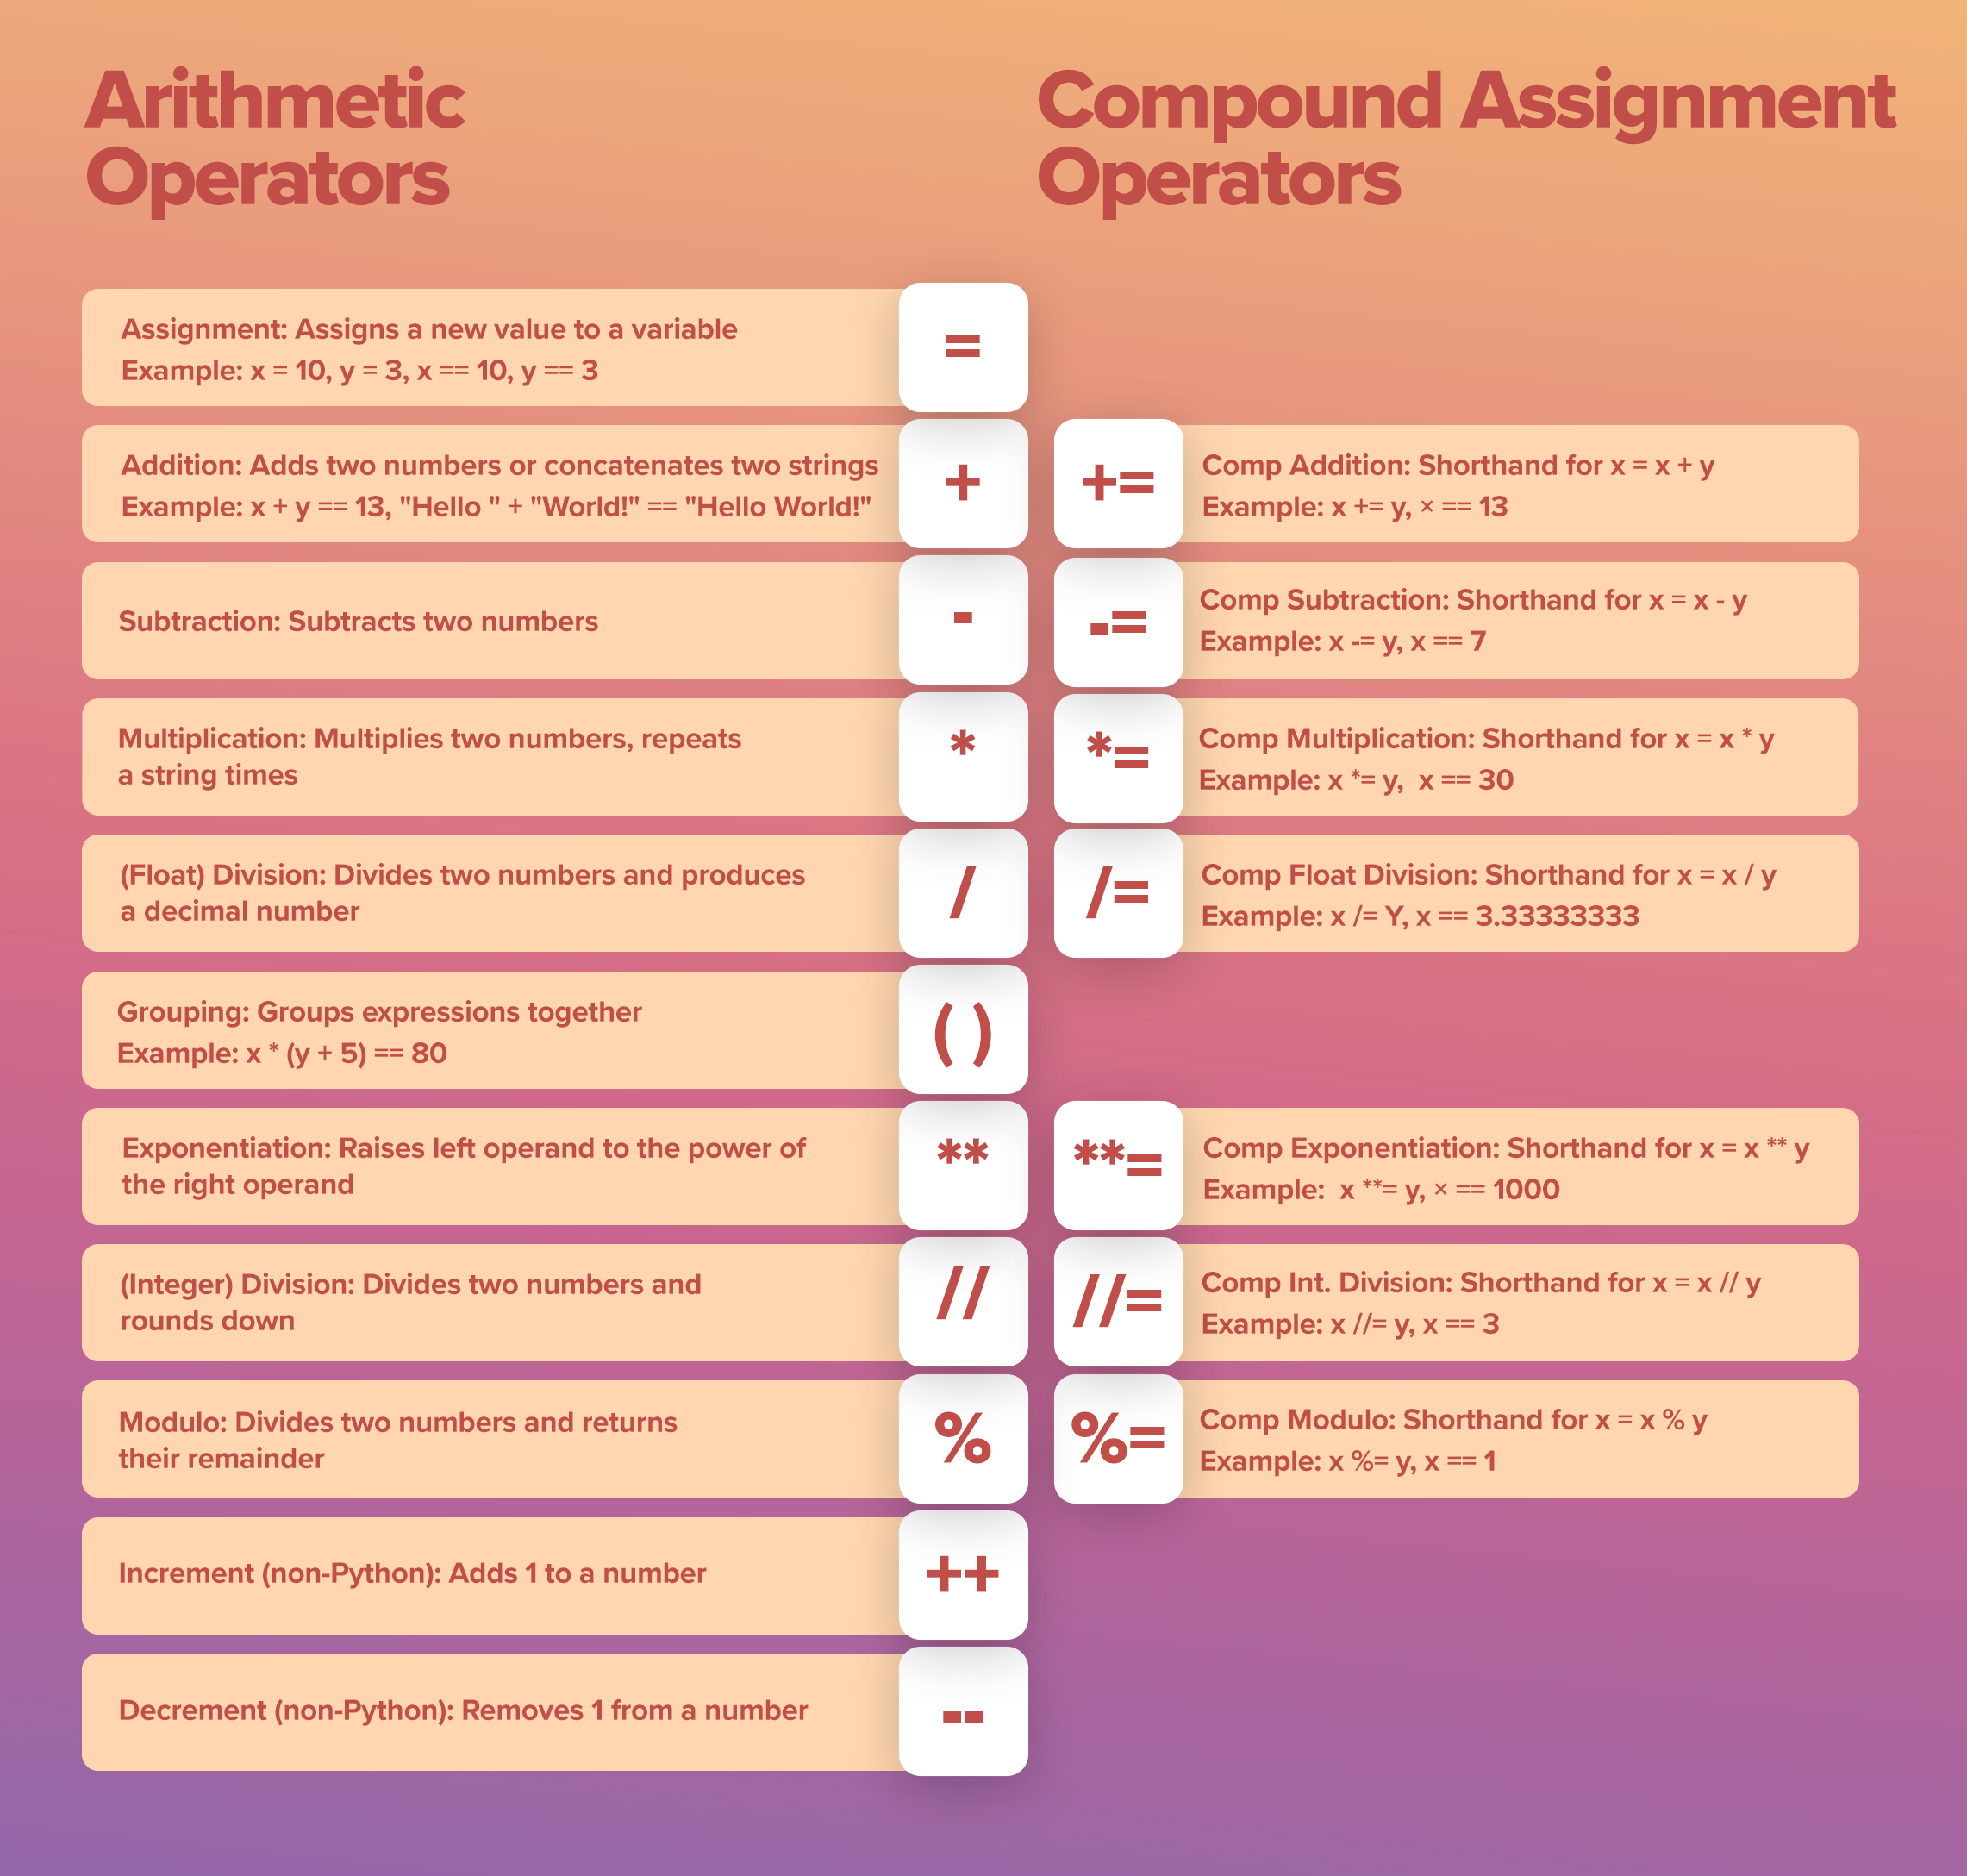 Arithmetic
Operators
Compound Assignment
Operators
Assignment: Assigns a new value to a variable
Example: x = 10, y = 3, x == 10, y == 3
=
Addition: Adds two numbers or concatenates two strings
Example: x + y == 13, "Hello " + "World!" == "Hello World!"
+
+=
Comp Addition: Shorthand for x = x + y
Example: x += y, × == 13
Subtraction: Subtracts two numbers
-
-=
Comp Subtraction: Shorthand for x = x - y
Example: x -= y, x == 7
Multiplication: Multiplies two numbers, repeats
a string times
*
*=
Comp Multiplication: Shorthand for x = x * y
Example: x *= y,  x == 30
(Float) Division: Divides two numbers and produces
a decimal number
/
/=
Comp Float Division: Shorthand for x = x / y
Example: x /= Y, x == 3.33333333
Grouping: Groups expressions together
Example: x * (y + 5) == 80
( )
Exponentiation: Raises left operand to the power of
the right operand
**
**=
Comp Exponentiation: Shorthand for x = x ** y
Example:  x **= y, × == 1000
(Integer) Division: Divides two numbers and
rounds down
//
//=
Comp Int. Division: Shorthand for x = x // y
Example: x //= y, x == 3
Modulo: Divides two numbers and returns
their remainder
%
%=
Comp Modulo: Shorthand for x = x % y
Example: x %= y, x == 1
Increment (non-Python): Adds 1 to a number
++
Decrement (non-Python): Removes 1 from a number
--